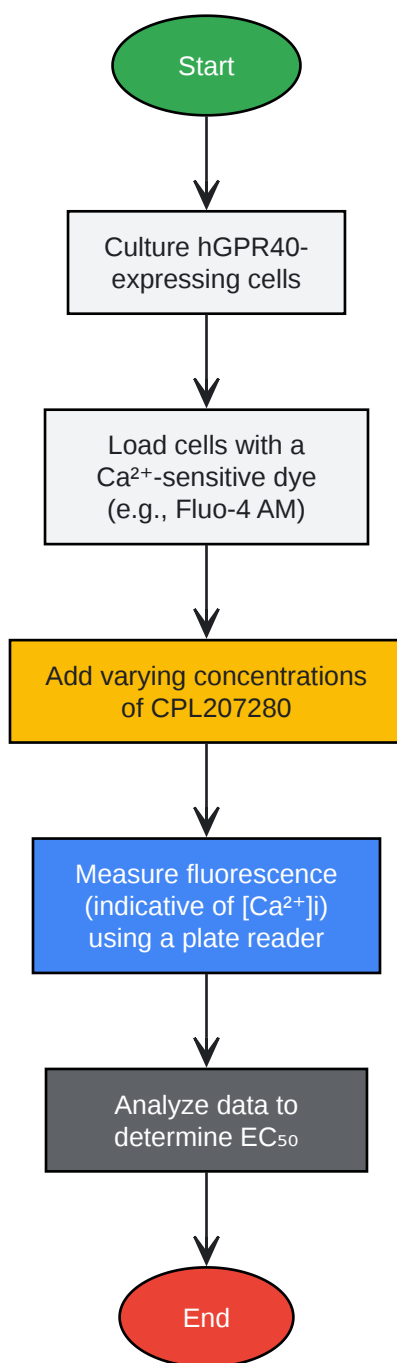 Start
Culture hGPR40-
expressing cells
Load cells with a
Ca²⁺-sensitive dye
(e.g., Fluo-4 AM)
Add varying concentrations
of CPL207280
Measure fluorescence
(indicative of [Ca²⁺]i)
using a plate reader
Analyze data to
determine EC₅₀
End